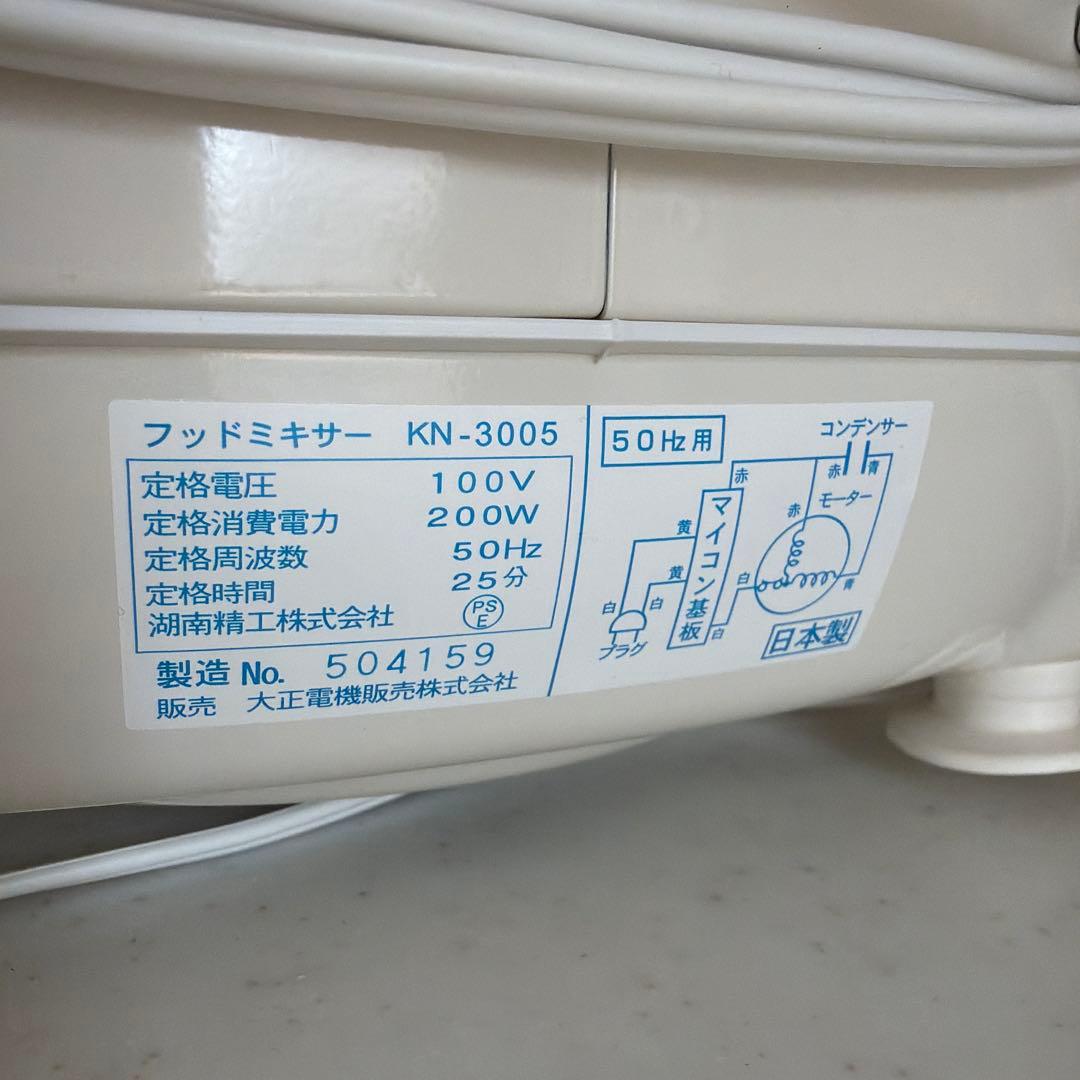 フッドミキサー KN-3005
定格電圧 100V
定格消費電力 200W
定格周波数 50Hz
定格時間 25分
湖南精工株式会社 PSE
製造No. 504159
販売 大正電機販売株式会社
50Hz用
コンデンサー
赤
赤
青
モーター
赤
マイコン基板
黄
黄
白
白
白
白
青
プラグ
日本製